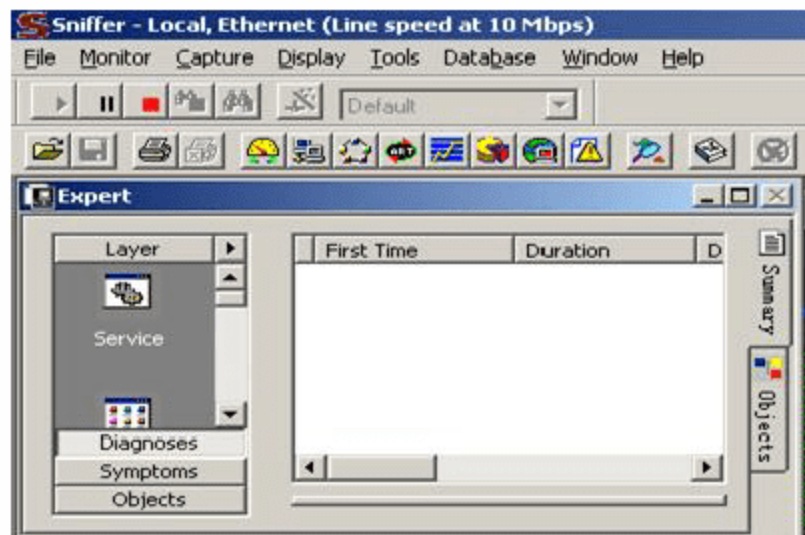 Sniffer - Local, Ethernet (Line speed at 10 Mbps)
File Monitor Capture Display Tools Database Window Help
Default
ART
Expert
Layer
First Time Duration D
Service
Diagnoses
Symptoms
Objects
Summary
Objects